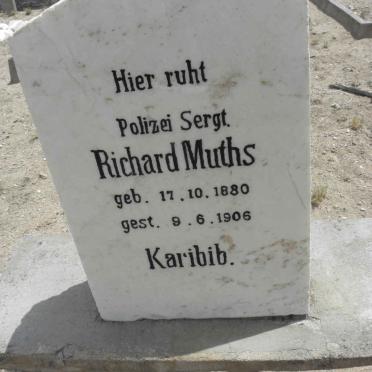 Hier ruht
Polizei Sergt.
Richard Muths
geb. 17.10.1880
gest. 9.6.1906
Karibib.